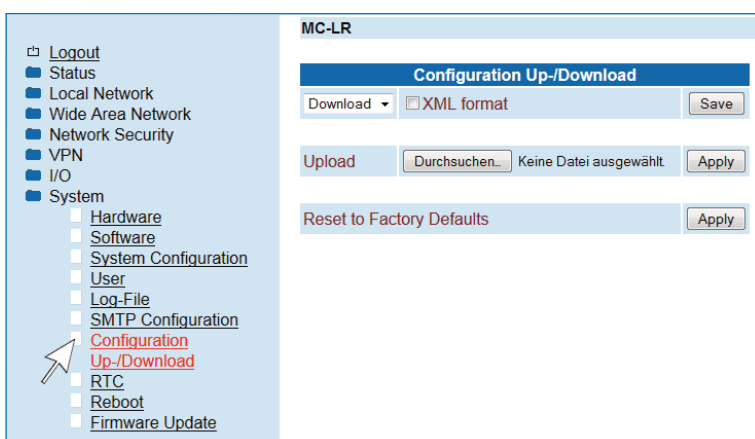 MC-LR
Logout
Status
Local Network
Wide Area Network
Network Security
VPN
I/O
System
Hardware
Software
System Configuration
User
Log-File
SMTP Configuration
Configuration
Up-/Download
RTC
Reboot
Firmware Update
Configuration Up-/Download
Download XML format Save
Upload Durchsuchen... Keine Datei ausgewählt. Apply
Reset to Factory Defaults Apply